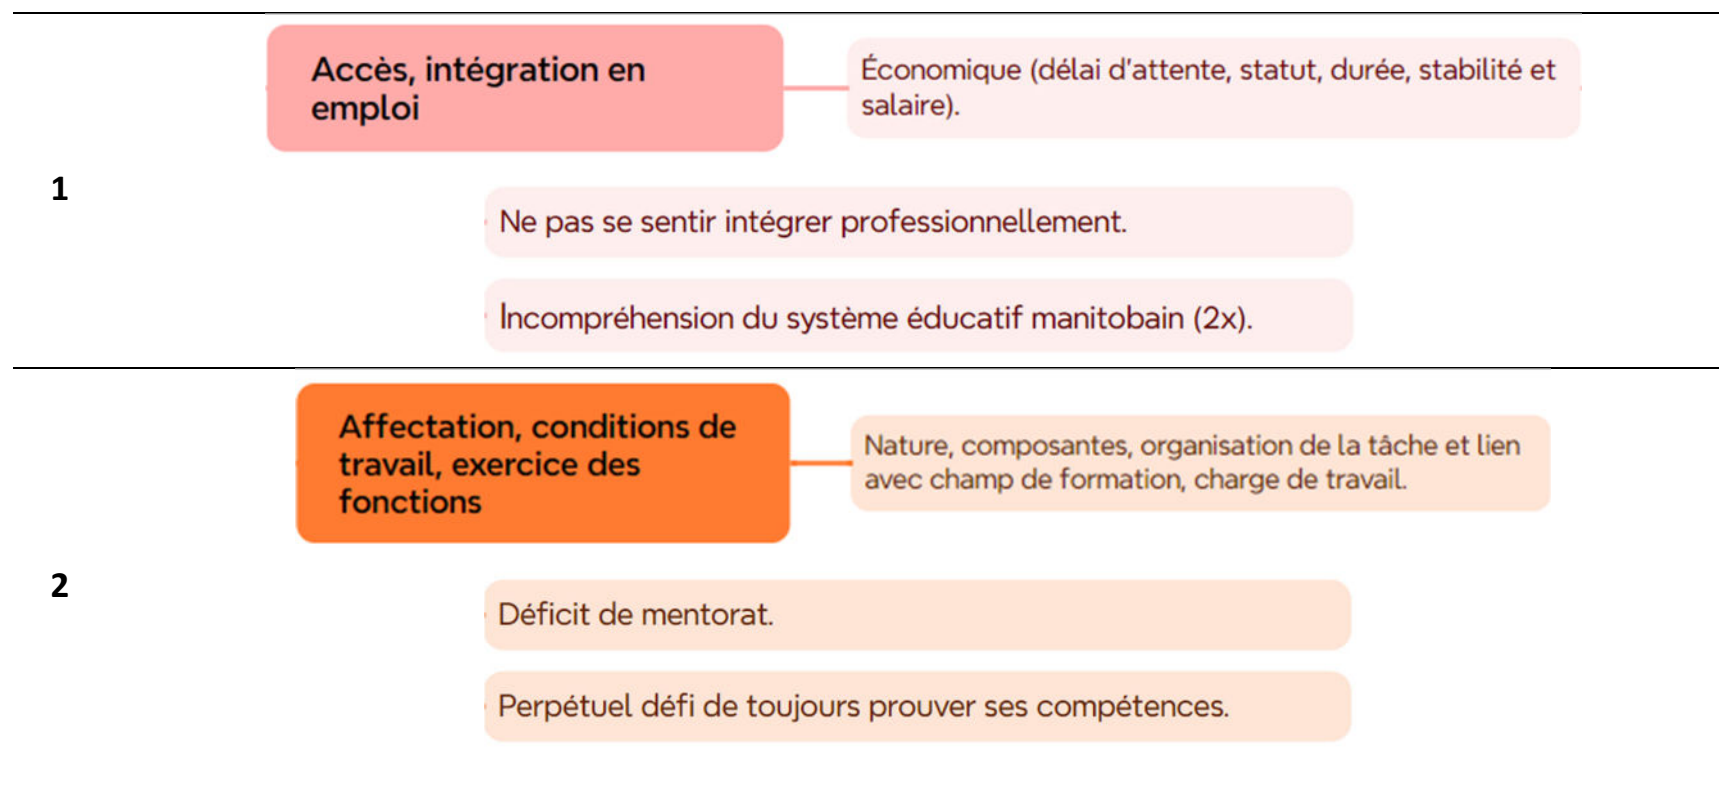 Accès, intégration en
emploi
Économique (délai d'attente, statut, durée, stabilité et
salaire).
1
Ne pas se sentir intégrer professionnellement.
Incompréhension du système éducatif manitobain (2x).
Affectation, conditions de
travail, exercice des
fonctions
Nature, composantes, organisation de la tâche et lien
avec champ de formation, charge de travail.
2
Déficit de mentorat.
Perpétuel défi de toujours prouver ses compétences.